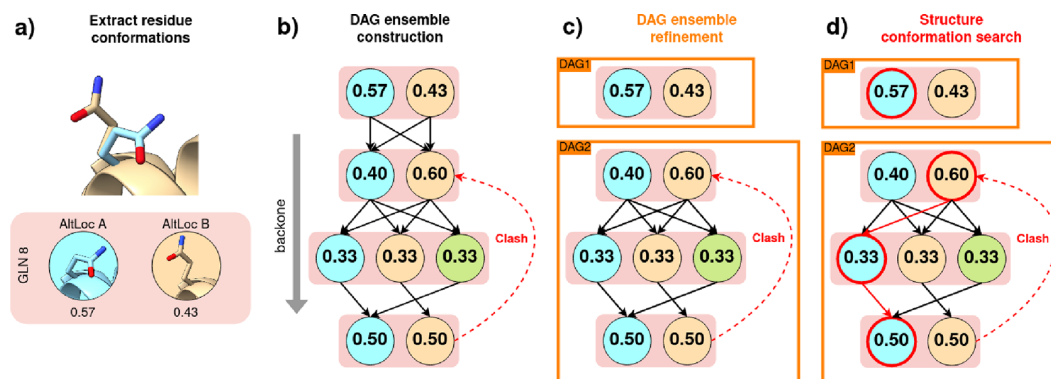 a)
Extract residue
conformations
GLN 8
AltLoc A
AltLoc B
0.57
0.43
b)
DAG ensemble
construction
backbone
0.57 0.43
0.40 0.60
0.33 0.33 0.33
Clash
0.50 0.50
c)
DAG ensemble
refinement
DAG1
0.57 0.43
DAG2
0.40 0.60
0.33 0.33 0.33
Clash
0.50 0.50
d)
Structure
conformation search
DAG1
0.57 0.43
DAG2
0.40 0.60
0.33 0.33 0.33
Clash
0.50 0.50